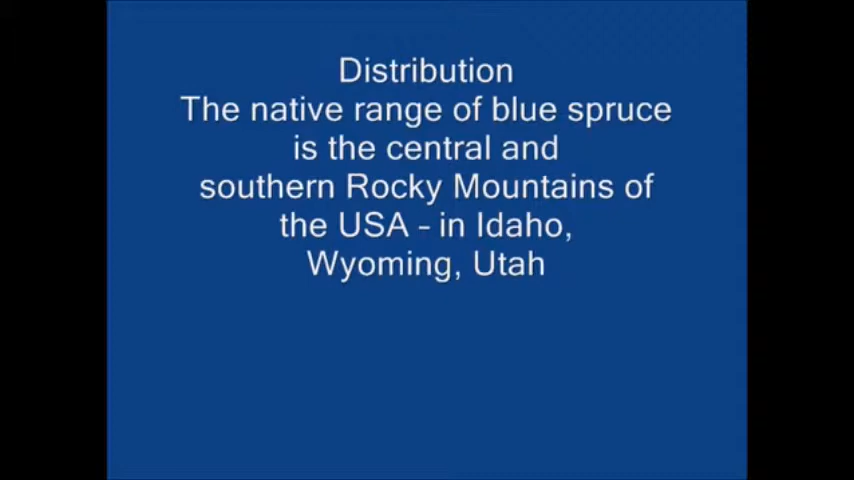 Distribution
The native range of blue spruce
is the central and
southern Rocky Mountains of
the USA – in Idaho,
Wyoming, Utah